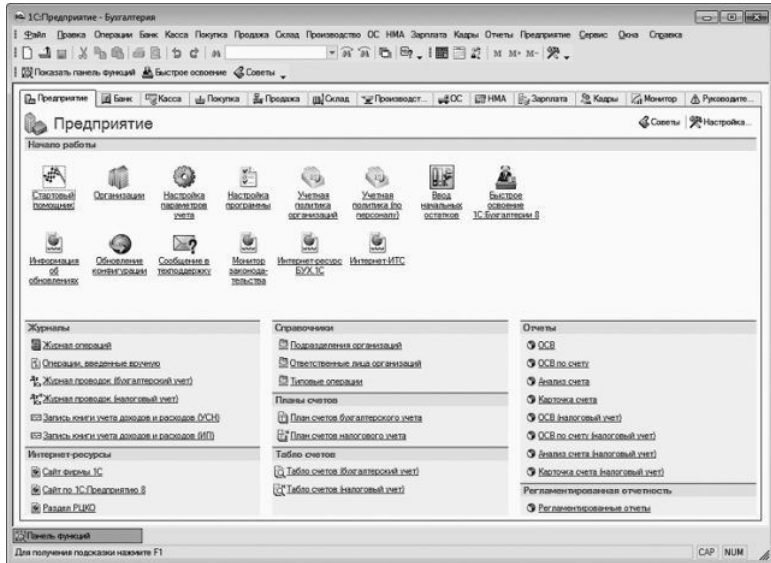 1С:Предприятие - Бухгалтерия
Файл Правка Операции Банк Касса Покупка Продажа Склад Производство ОС НМА Зарплата Кадры Отчеты Предприятие Сервис Окна Справка
M M+ M-
Показать панель функций Быстрое освоение Советы
Предприятие Банк Касса Покупка Продажа Склад Производст... ОС НМА Зарплата Кадры Монитор Руководите...
Предприятие Советы Настройка...
Начало работы
Стартовый помощник
Организации
Настройка параметров учета
Настройка программы
Учетная политика организаций
Учетная политика (по персоналу)
Ввод начальных остатков
Быстрое освоение 1С:Бухгалтерии 8
Информация об обновлениях
Обновление конфигурации
Сообщение в техподдержку
Монитор законода-тельства
Интернет-ресурс БУХ.1С
Интернет-ИТС
Журналы
Журнал операций
Операции, введенные вручную
Журнал проводок (бухгалтерский учет)
Журнал проводок (налоговый учет)
Запись книги учета доходов и расходов (УСН)
Запись книги учета доходов и расходов (ИП)
Интернет-ресурсы
Сайт фирмы 1С
Сайт по 1С:Предприятию 8
Раздел РЦКО
Справочники
Подразделения организаций
Ответственные лица организаций
Типовые операции
Планы счетов
План счетов бухгалтерского учета
План счетов налогового учета
Табло счетов
Табло счетов (бухгалтерский учет)
Табло счетов (налоговый учет)
Отчеты
ОСВ
ОСВ по счету
Анализ счета
Карточка счета
ОСВ (налоговый учет)
ОСВ по счету (налоговый учет)
Анализ счета (налоговый учет)
Карточка счета (налоговый учет)
Регламентированная отчетность
Регламентированные отчеты
Панель функций
Для получения подсказки нажмите F1 CAP NUM